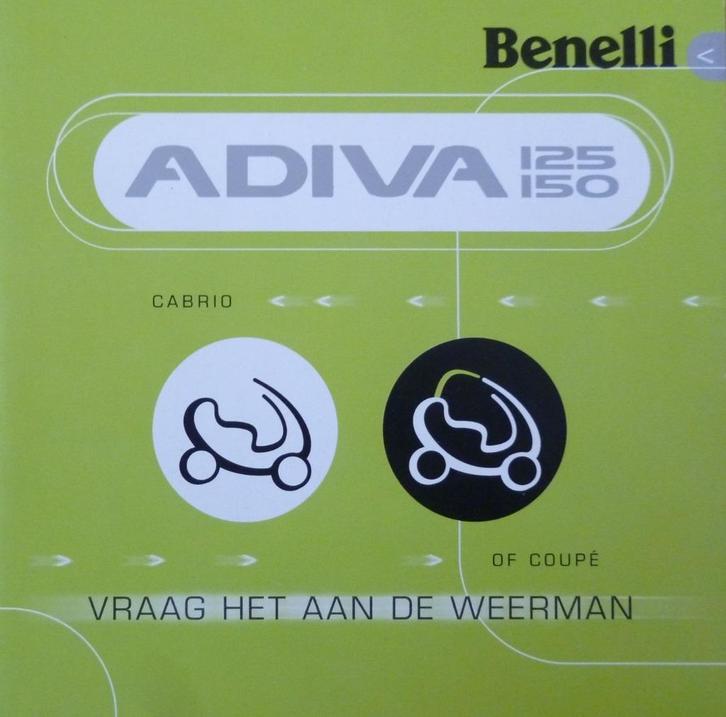 Benelli
<
ADIVA 125
150
CABRIO
OF COUPÉ
VRAAG HET AAN DE WEERMAN